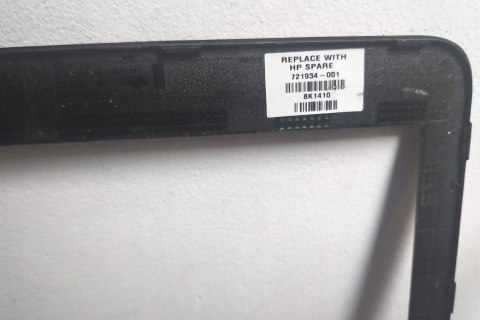 REPLACE WITH
HP SPARE
721934-001
8K1410